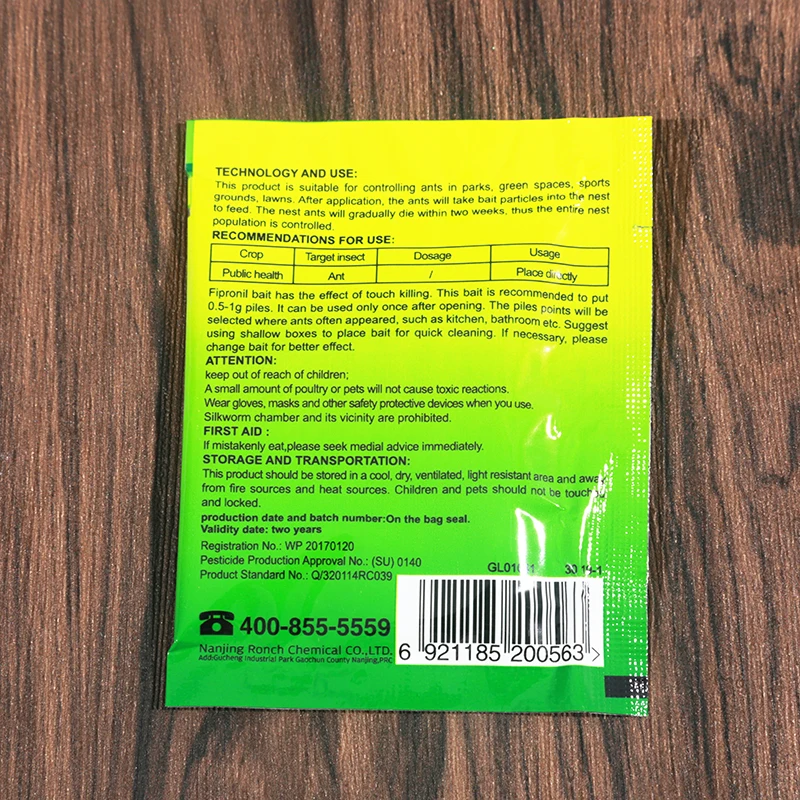 TECHNOLOGY AND USE:
This product is suitable for controlling ants in parks, green spaces, sports
grounds, lawns. After application, the ants will take bait particles into the nest
to feed. The nest ants will gradually die within two weeks, thus the entire nest
population is controlled.
RECOMMENDATIONS FOR USE:
Crop Target insect Dosage Usage
Public health Ant / Place directly
Fipronil bait has the effect of touch killing. This bait is recommended to put
0.5-1g piles. It can be used only once after opening. The piles points will be
selected where ants often appeared, such as kitchen, bathroom etc. Suggest
using shallow boxes to place bait for quick cleaning. If necessary, please
change bait for better effect.
ATTENTION:
keep out of reach of children;
A small amount of poultry or pets will not cause toxic reactions.
Wear gloves, masks and other safety protective devices when you use.
Silkworm chamber and its vicinity are prohibited.
FIRST AID :
If mistakenly eat,please seek medial advice immediately.
STORAGE AND TRANSPORTATION:
This product should be stored in a cool, dry, ventilated, light resistant area and away
from fire sources and heat sources. Children and pets should not be touched
and locked.
production date and batch number:On the bag seal.
Validity date: two years
Registration No.: WP 20170120
Pesticide Production Approval No.: (SU) 0140
Product Standard No.: Q/320114RC039
400-855-5559
Nanjing Ronch Chemical CO.,LTD.
Add:Gucheng Industrial Park Gaochun County Nanjing,PRC
6 921185 200563 >